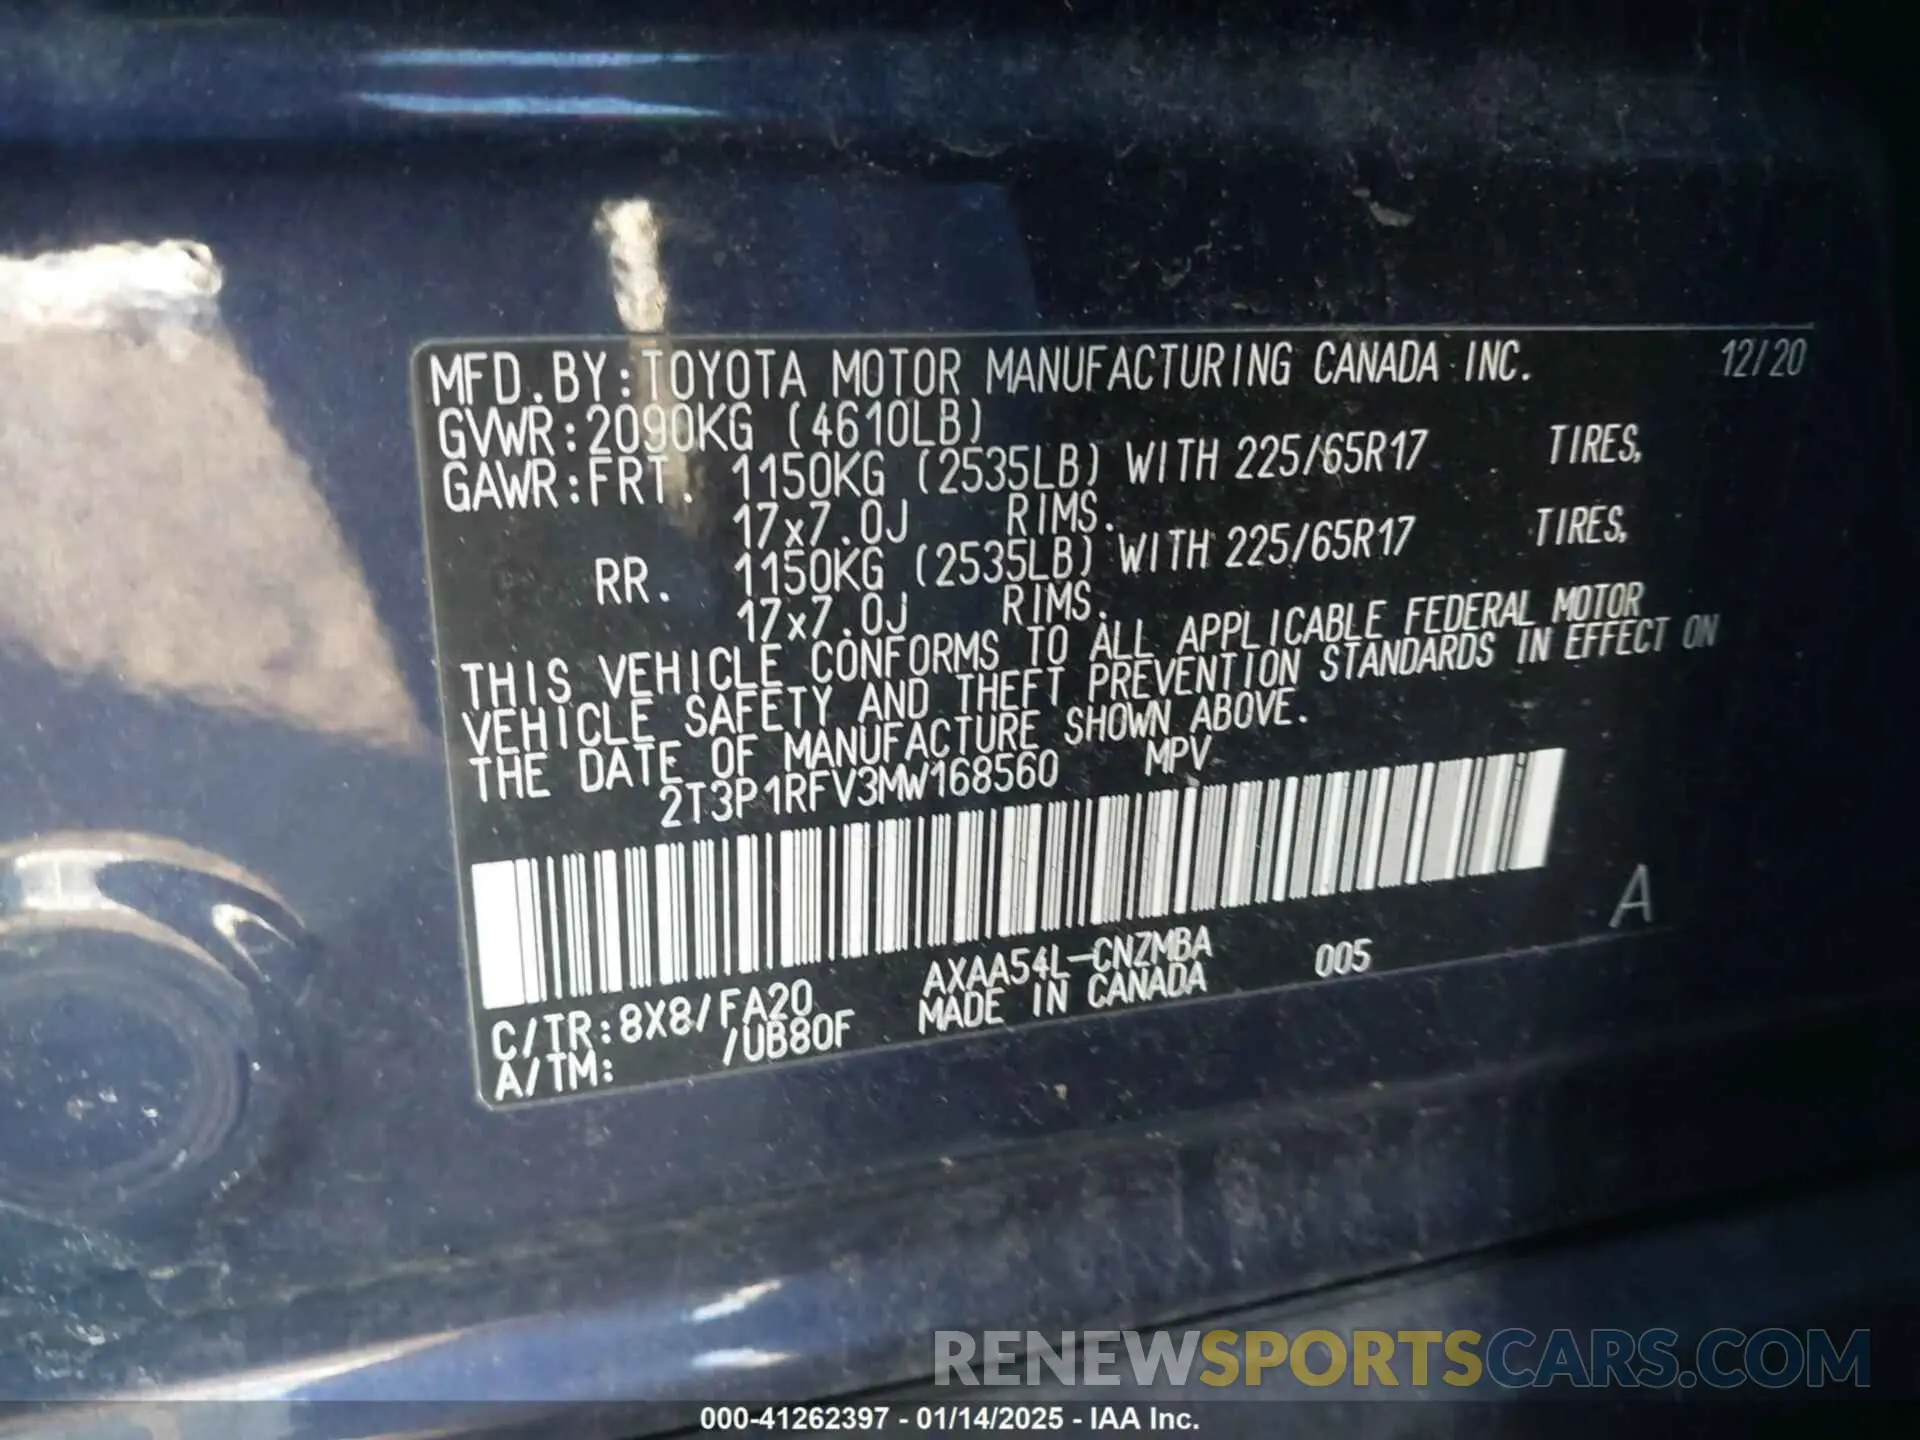 MFD.BY:TOYOTA MOTOR MANUFACTURING CANADA INC. 12/20
GVWR:2090KG (4610LB)
GAWR:FRT. 1150KG (2535LB) WITH 225/65R17 TIRES,
17x7.0J RIMS.
RR. 1150KG (2535LB) WITH 225/65R17 TIRES,
17x7.0J RIMS.
THIS VEHICLE CONFORMS TO ALL APPLICABLE FEDERAL MOTOR
VEHICLE SAFETY AND THEFT PREVENTION STANDARDS IN EFFECT ON
THE DATE OF MANUFACTURE SHOWN ABOVE.
2T3P1RFV3MW168560 MPV
A
C/TR:8X8/FA20 AXAA54L-CNZMBA 005
A/TM: /UB80F MADE IN CANADA
RENEWSPORTSCARS.COM
000-41262397 - 01/14/2025 - IAA Inc.